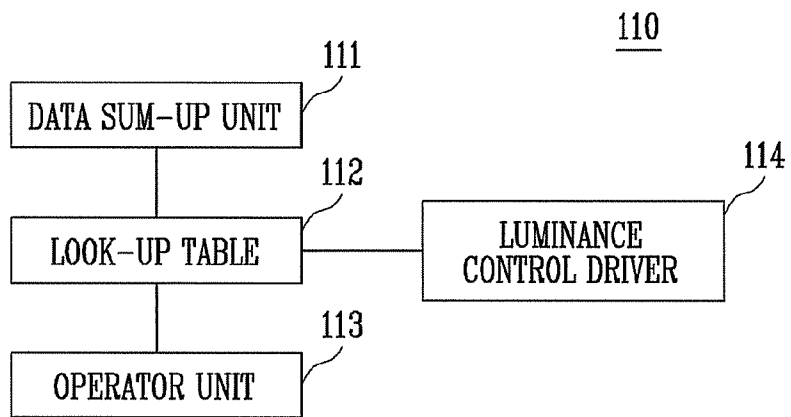 110
111
DATA SUM-UP UNIT
112
114
LOOK-UP TABLE
LUMINANCE
CONTROL DRIVER
113
OPERATOR UNIT